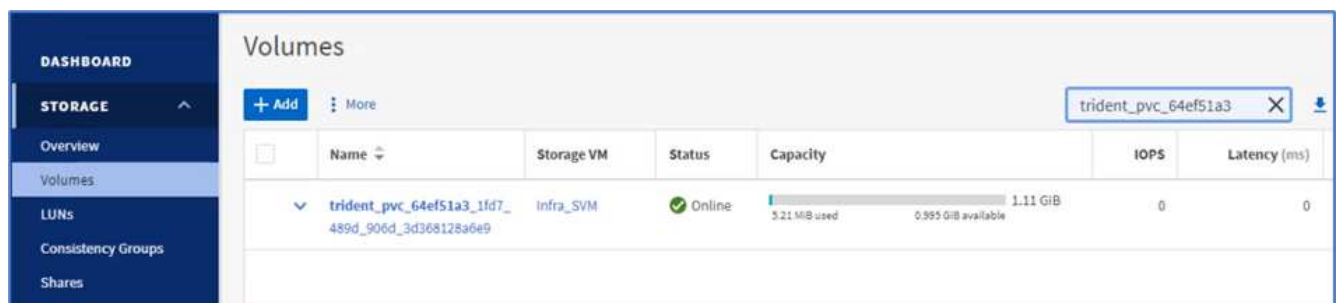 DASHBOARD
STORAGE
Overview
Volumes
LUNs
Consistency Groups
Shares
Volumes
+ Add
More
trident_pvc_64ef51a3
Name
Storage VM
Status
Capacity
IOPS
Latency (ms)
trident_pvc_64ef51a3_1fd7_
489d_906d_3d368128a6e9
Infra_SVM
Online
5.21 MiB used
0.995 GiB available
1.11 GiB
0
0